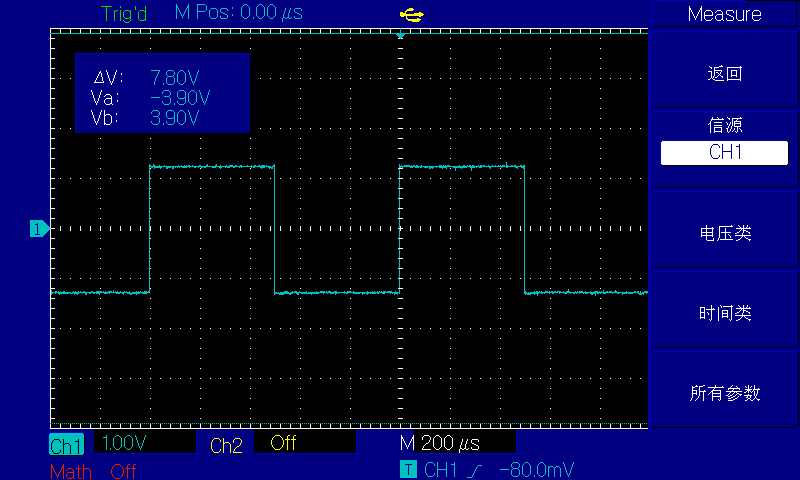 Trig'd M Pos: 0.00 μs Measure
ΔV: 7.80V
Va: -3.90V
Vb: 3.90V
返回
信源
CH1
1
电压类
时间类
所有参数
Ch1 1.00V Ch2 Off M 200 μs
Math Off T CH1 -80.0mV